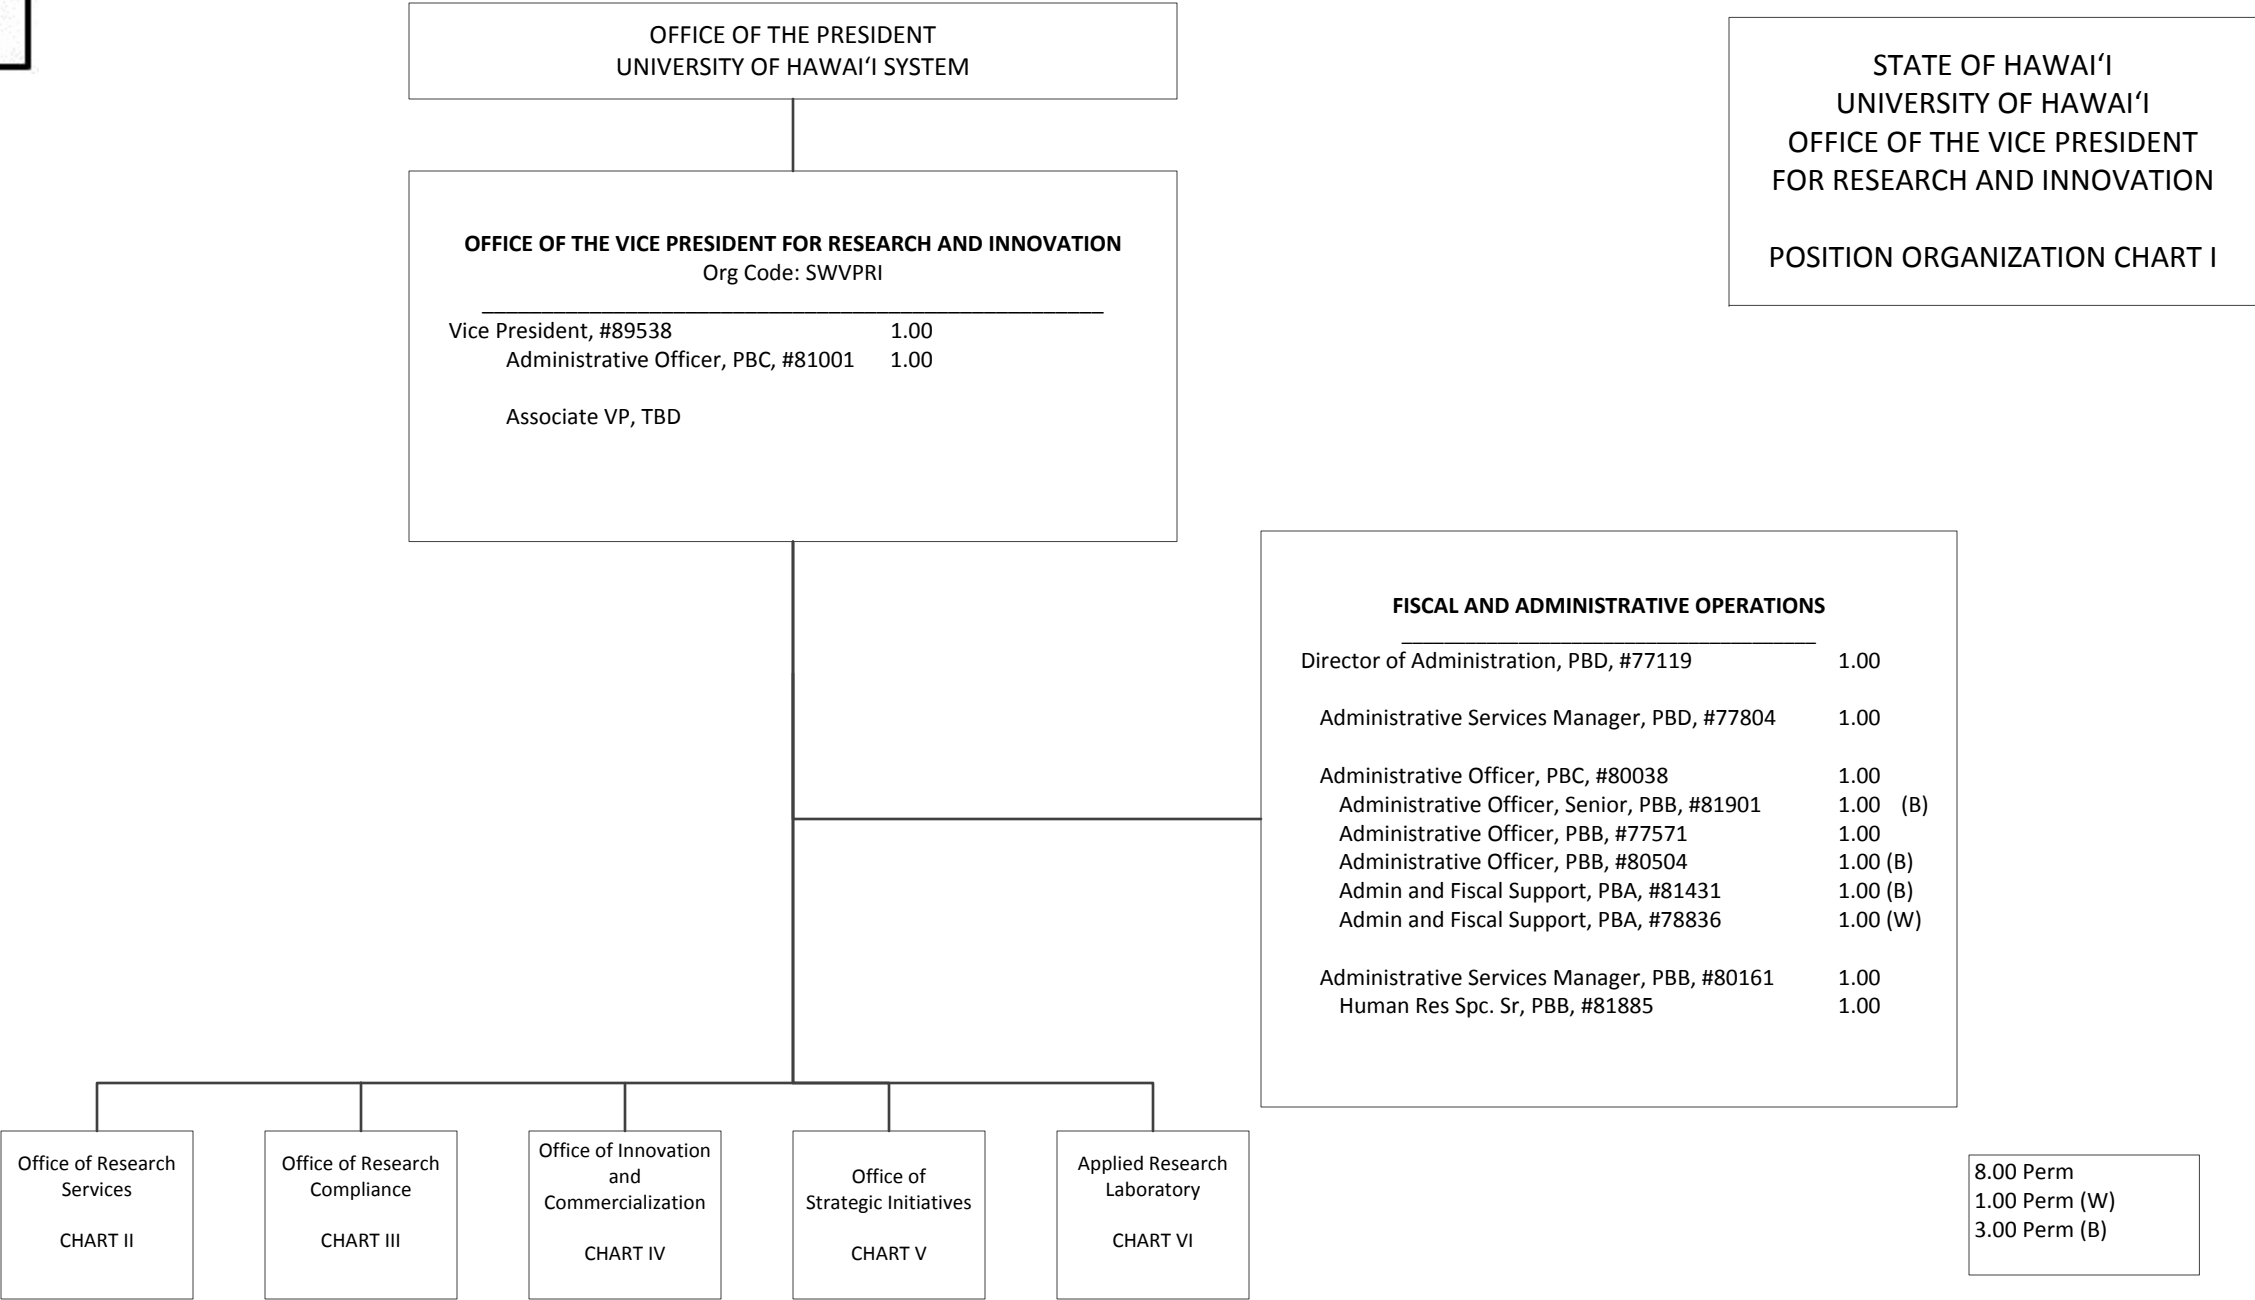 OFFICE OF THE PRESIDENT
UNIVERSITY OF HAWAIʻI SYSTEM
STATE OF HAWAIʻI
UNIVERSITY OF HAWAIʻI
OFFICE OF THE VICE PRESIDENT
FOR RESEARCH AND INNOVATION
POSITION ORGANIZATION CHART I
OFFICE OF THE VICE PRESIDENT FOR RESEARCH AND INNOVATION
Org Code: SWVPRI
Vice President, #89538 1.00
Administrative Officer, PBC, #81001 1.00
Associate VP, TBD
FISCAL AND ADMINISTRATIVE OPERATIONS
Director of Administration, PBD, #77119 1.00
Administrative Services Manager, PBD, #77804 1.00
Administrative Officer, PBC, #80038 1.00
Administrative Officer, Senior, PBB, #81901 1.00 (B)
Administrative Officer, PBB, #77571 1.00
Administrative Officer, PBB, #80504 1.00 (B)
Admin and Fiscal Support, PBA, #81431 1.00 (B)
Admin and Fiscal Support, PBA, #78836 1.00 (W)
Administrative Services Manager, PBB, #80161 1.00
Human Res Spc. Sr, PBB, #81885 1.00
Office of Research
Services
CHART II
Office of Research
Compliance
CHART III
Office of Innovation
and
Commercialization
CHART IV
Office of
Strategic Initiatives
CHART V
Applied Research
Laboratory
CHART VI
8.00 Perm
1.00 Perm (W)
3.00 Perm (B)